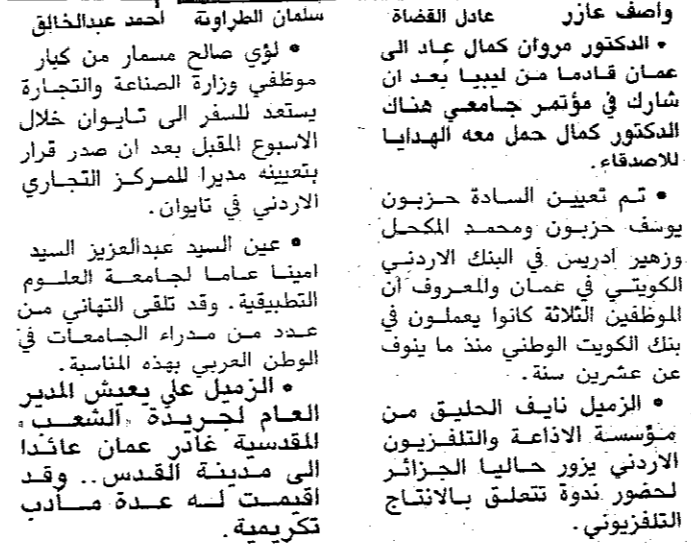 واصف عازر عادل القضاة
• الدكتور مروان كمال عاد الى
عمان قادما من ليبيا بعد ان
شارك في مؤتمر جامعي هناك
الدكتور كمال حمل معه الهدايا
للاصدقاء.
• تم تعيين السادة حزبون
يوسف حزبون ومحمد المكحل
وزهير ادريس في البنك الاردني
الكويتي في عمان والمعروف ان
الموظفين الثلاثة كانوا يعملون في
بنك الكويت الوطني منذ ما ينوف
عن عشرين سنة.
• الزميل نايف الحليق من
مؤسسة الاذاعة والتلفزيون
الاردني يزور حاليا الجزائر
لحضور ندوة تتعلق بالانتاج
التلفزيوني.
سلمان الطراونة احمد عبدالخالق
• لؤي صالح مسمار من كبار
موظفي وزارة الصناعة والتجارة
يستعد للسفر الى تايوان خلال
الاسبوع المقبل بعد ان صدر قرار
بتعيينه مديرا للمركز التجاري
الاردني في تايوان.
• عين السيد عبدالعزيز السيد
امينا عاما لجامعة العلوم
التطبيقية. وقد تلقى التهاني من
عدد من مدراء الجامعات في
الوطن العربي بهذه المناسبة.
• الزميل علي يعيش المدير
العام لجريدة «الشعب»
المقدسية غادر عمان عائدا
الى مدينة القدس.. وقد
اقيمت له عدة مآدب
تكريمية.